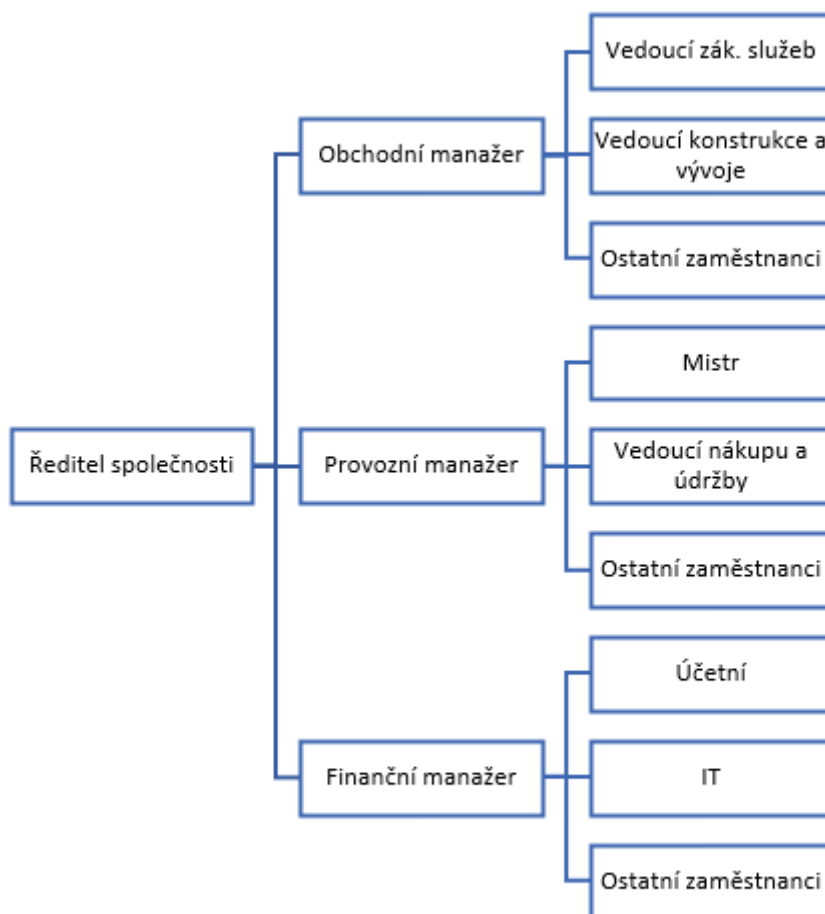 Ředitel společnosti
Obchodní manažer
Vedoucí zák. služeb
Vedoucí konstrukce a
vývoje
Ostatní zaměstnanci
Provozní manažer
Mistr
Vedoucí nákupu a
údržby
Ostatní zaměstnanci
Finanční manažer
Účetní
IT
Ostatní zaměstnanci